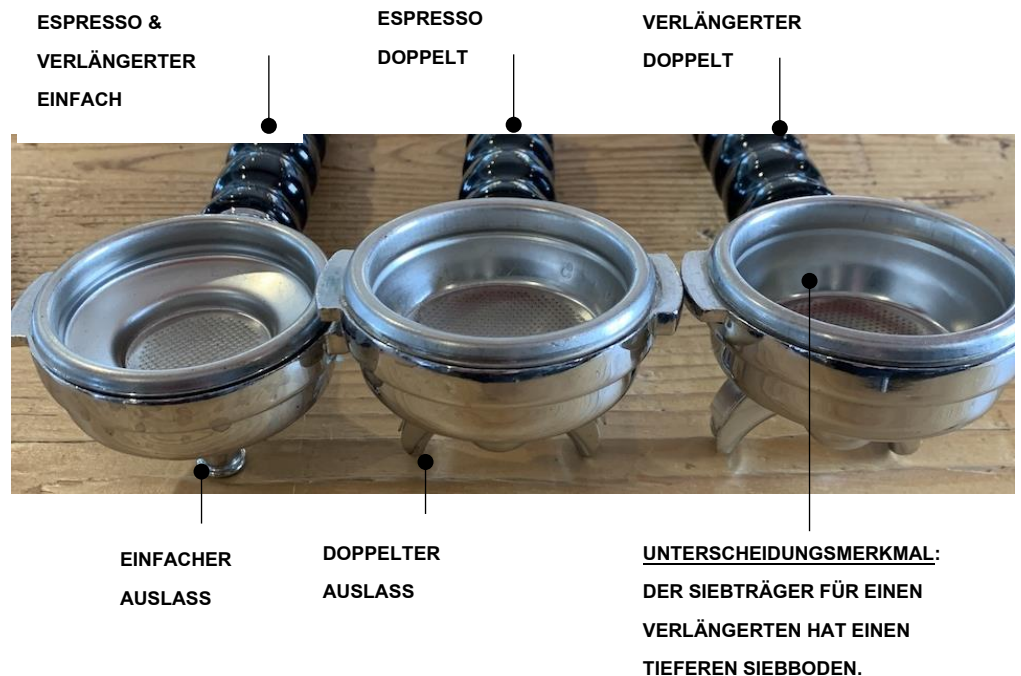 ESPRESSO &
VERLÄNGERTER
EINFACH
ESPRESSO
DOPPELT
VERLÄNGERTER
DOPPELT
EINFACHER
AUSLASS
DOPPELTER
AUSLASS
UNTERSCHEIDUNGSMERKMAL:
DER SIEBTRÄGER FÜR EINEN
VERLÄNGERTEN HAT EINEN
TIEFEREN SIEBBODEN.